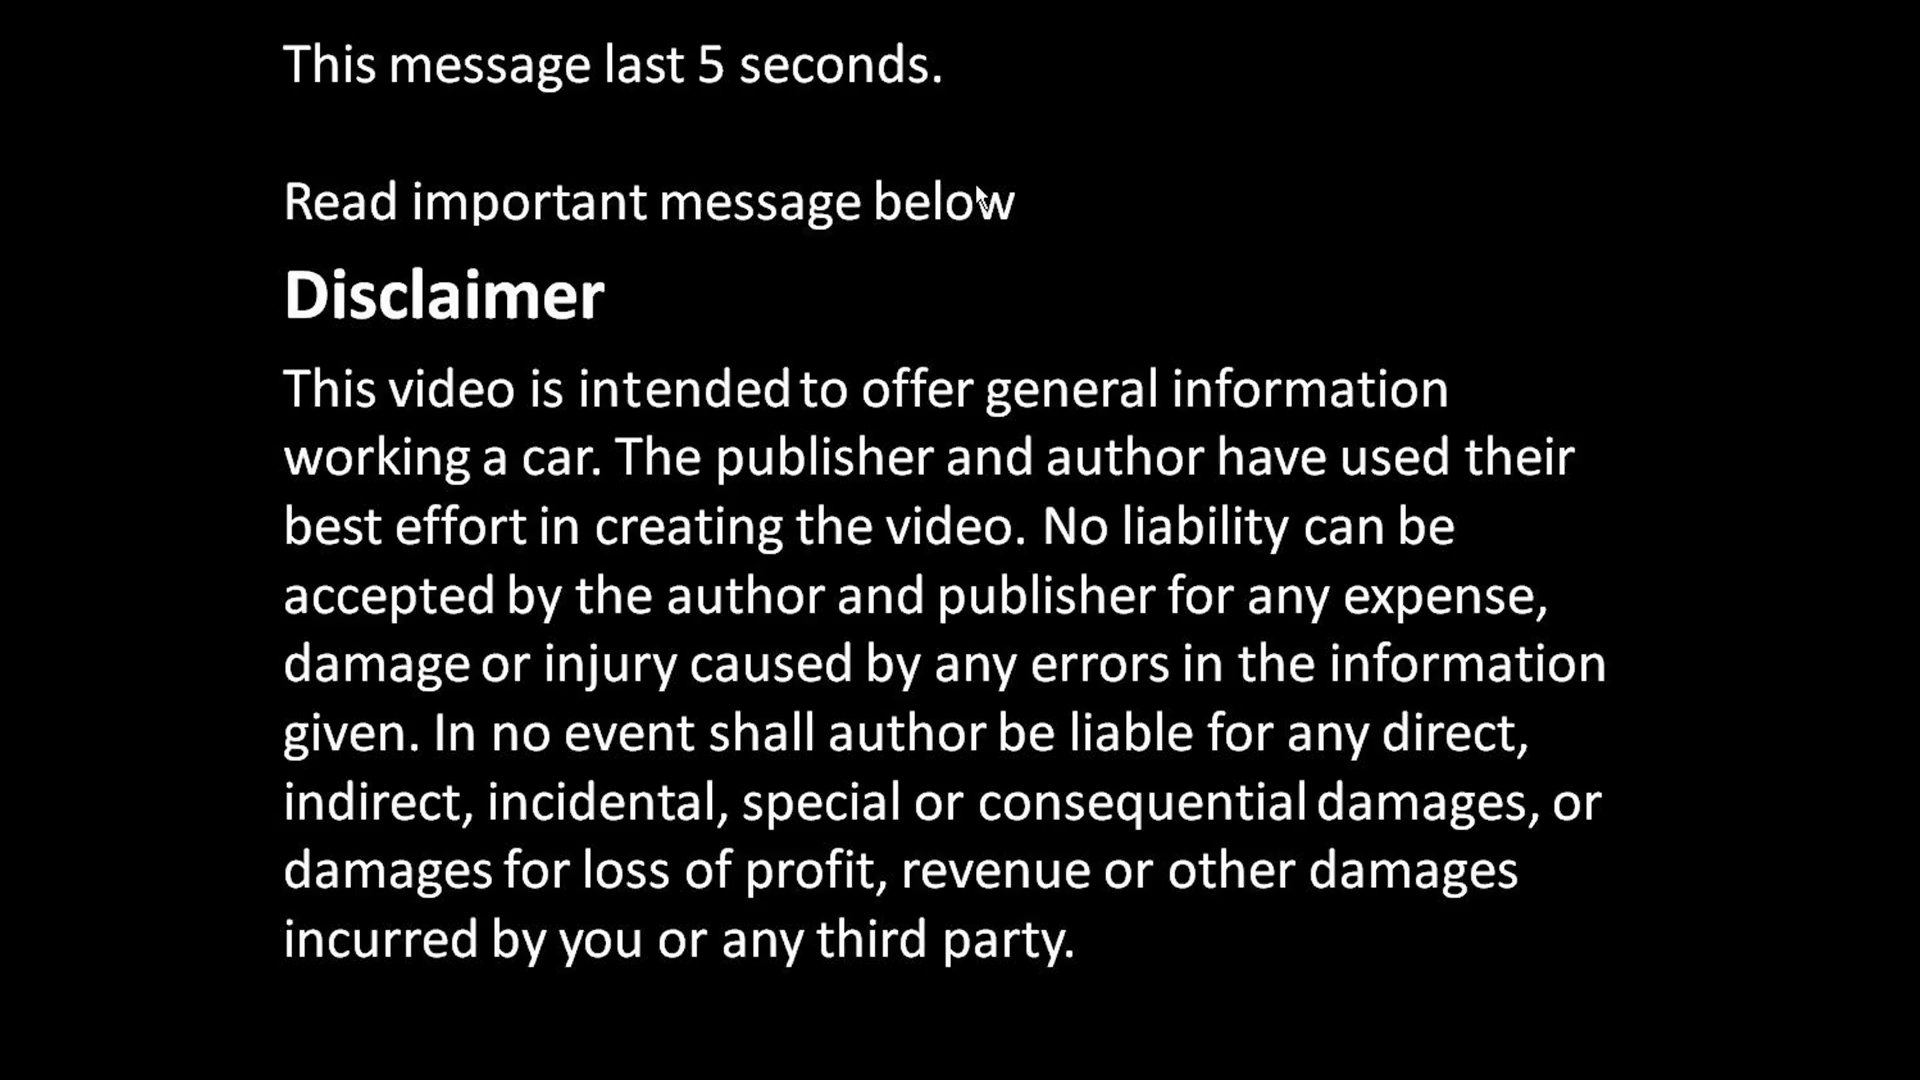 This message last 5 seconds.
Read important message below
Disclaimer
This video is intended to offer general information
working a car. The publisher and author have used their
best effort in creating the video. No liability can be
accepted by the author and publisher for any expense,
damage or injury caused by any errors in the information
given. In no event shall author be liable for any direct,
indirect, incidental, special or consequential damages, or
damages for loss of profit, revenue or other damages
incurred by you or any third party.